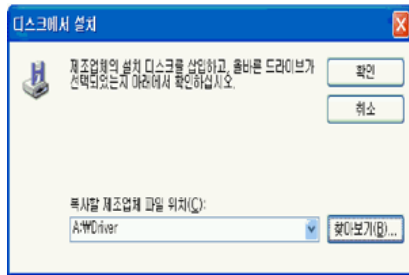 디스크에서 설치
제조업체의 설치 디스크를 삽입하고, 올바른 드라이브가
선택되었는지 아래에서 확인하십시오.
확인
취소
복사할 제조업체 파일 위치(C):
A:₩Driver
찾아보기(B)...